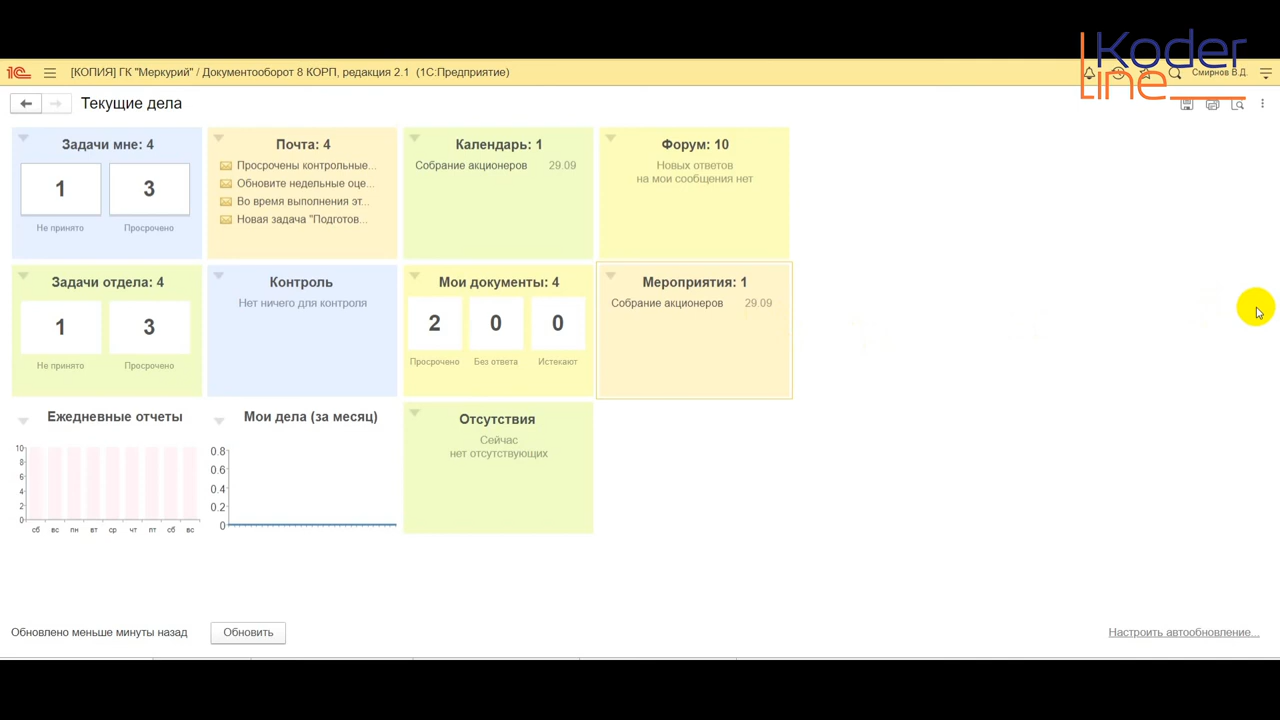 Koder
line
1С [КОПИЯ] ГК "Меркурий" / Документооборот 8 КОРП, редакция 2.1 (1С:Предприятие) Смирнов В.Д.
Текущие дела
Задачи мне: 4
1 3
Не принято Просрочено
Почта: 4
Просрочены контрольные...
Обновите недельные оце...
Во время выполнения эт...
Новая задача "Подготов...
Календарь: 1
Собрание акционеров 29.09
Форум: 10
Новых ответов
на мои сообщения нет
Задачи отдела: 4
1 3
Не принято Просрочено
Контроль
Нет ничего для контроля
Мои документы: 4
2 0 0
Просрочено Без ответа Истекают
Мероприятия: 1
Собрание акционеров 29.09
Ежедневные отчеты
10
8
6
4
2
0
сб вс пн вт ср чт пт сб вс
Мои дела (за месяц)
0.8
0.6
0.4
0.2
0
Отсутствия
Сейчас
нет отсутствующих
Обновлено меньше минуты назад Обновить Настроить автообновление...